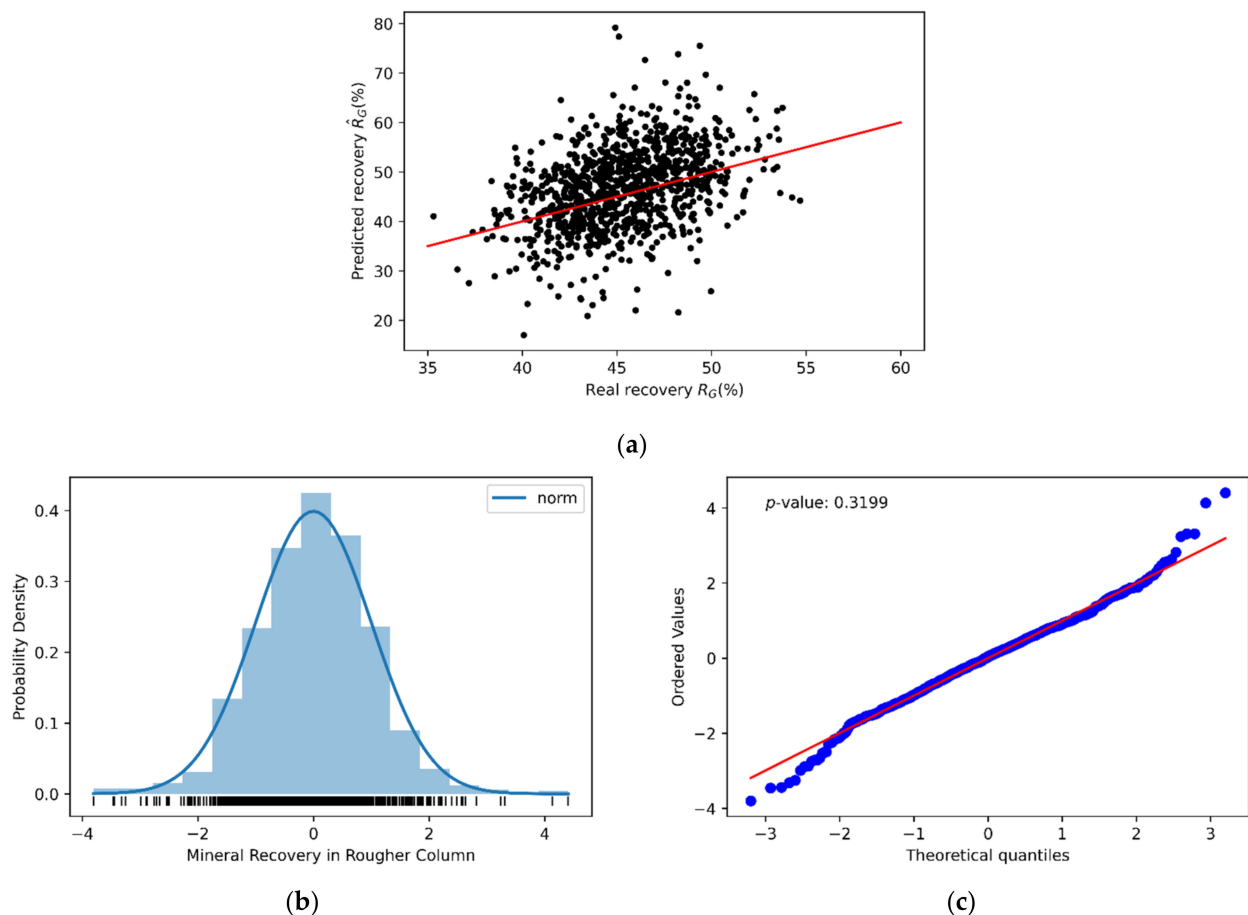 80
70
60
50
40
30
20
Predicted recovery R̂_G(%)
35 40 45 50 55 60
Real recovery R_G(%)
(a)
norm
0.4
0.3
0.2
0.1
0.0
Probability Density
−4 −2 0 2 4
Mineral Recovery in Rougher Column
(b)
p-value: 0.3199
4
2
0
−2
−4
Ordered Values
−3 −2 −1 0 1 2 3
Theoretical quantiles
(c)